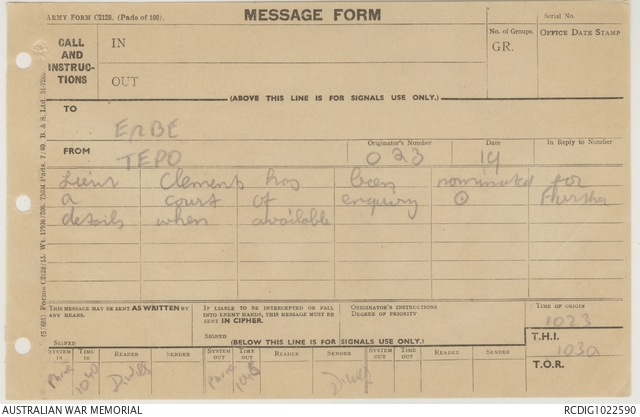 ARMY FORM C2128. (Pads of 100).
MESSAGE FORM
Serial No.
CALL
AND
INSTRUC-
TIONS
IN
OUT
No. of Groups.
GR.
OFFICE DATE STAMP
(ABOVE THIS LINE IS FOR SIGNALS USE ONLY.)
TO
ERBE
FROM
TEPO
Originator's Number
023
Date
19
In Reply to Number
Lieut Clements has been nominated for
a court of enquiry ⊙ Further
details when available
THIS MESSAGE MAY BE SENT AS WRITTEN BY
ANY MEANS.
SIGNED
IF LIABLE TO BE INTERCEPTED OR FALL
INTO ENEMY HANDS, THIS MESSAGE MUST BE
SENT IN CIPHER.
SIGNED
ORIGINATOR'S INSTRUCTIONS
DEGREE OF PRIORITY
TIME OF ORIGIN
1023
(BELOW THIS LINE IS FOR SIGNALS USE ONLY)
T.H.I.
1030
T.O.R.
SYSTEM IN
TIME IN
READER
SENDER
SYSTEM OUT
TIME OUT
READER
SENDER
SYSTEM OUT
TIME OUT
READER
SENDER
Phone 1040
Phone
AUSTRALIAN WAR MEMORIAL
RCDIG1022590